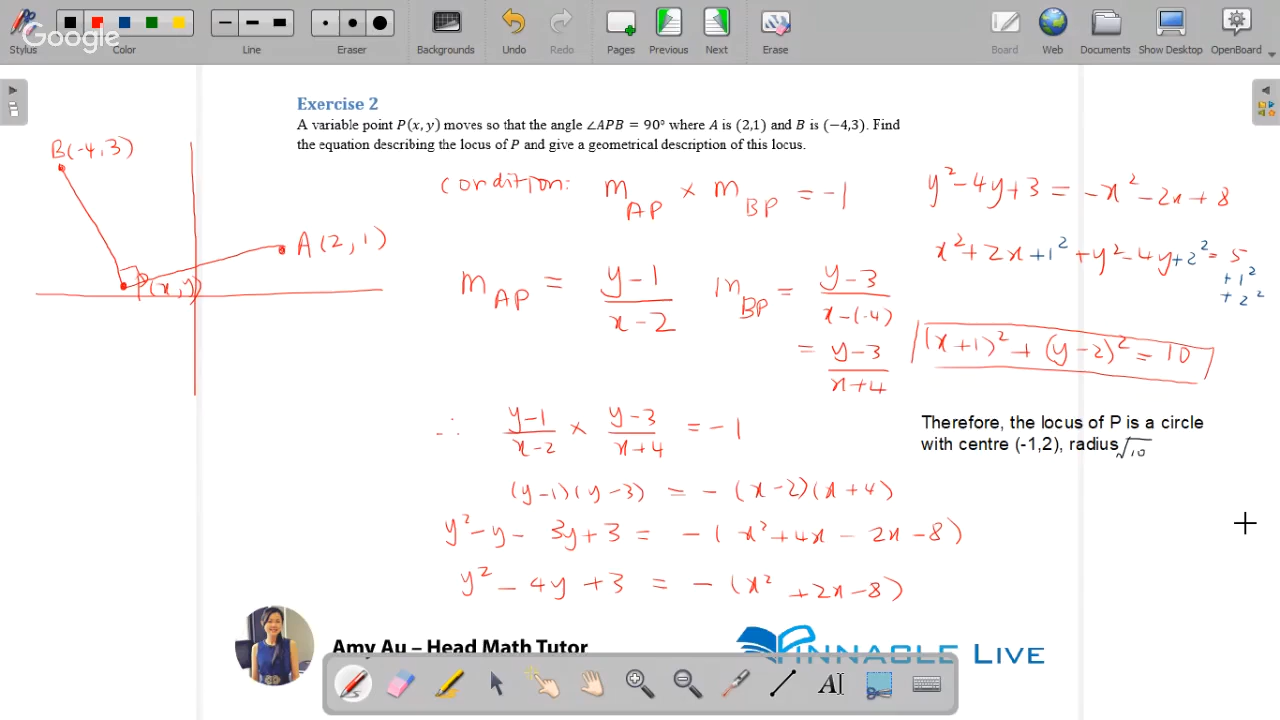 Stylus
Google
Color
Line
Eraser
Backgrounds
Undo
Redo
Pages
Previous
Next
Erase
Board
Web
Documents
Show Desktop
OpenBoard
Exercise 2
A variable point P(x, y) moves so that the angle ∠APB = 90° where A is (2,1) and B is (−4,3). Find
the equation describing the locus of P and give a geometrical description of this locus.
B(-4,3)
A(2,1)
P(x,y)
condition: m_AP × m_BP = -1
m_AP = (y-1)/(x-2) m_BP = (y-3)/(x-(-4))
= (y-3)/(x+4)
∴ (y-1)/(x-2) × (y-3)/(x+4) = -1
(y-1)(y-3) = -(x-2)(x+4)
y²-y-3y+3 = -(x²+4x-2x-8)
y²-4y+3 = -(x²+2x-8)
y²-4y+3 = -x²-2x+8
x²+2x+1²+y²-4y+2² = 5
+1²
+2²
(x+1)²+(y-2)² = 10
Therefore, the locus of P is a circle
with centre (-1,2), radius √10
Amy Au – Head Math Tutor
PINNACLE LIVE
AI